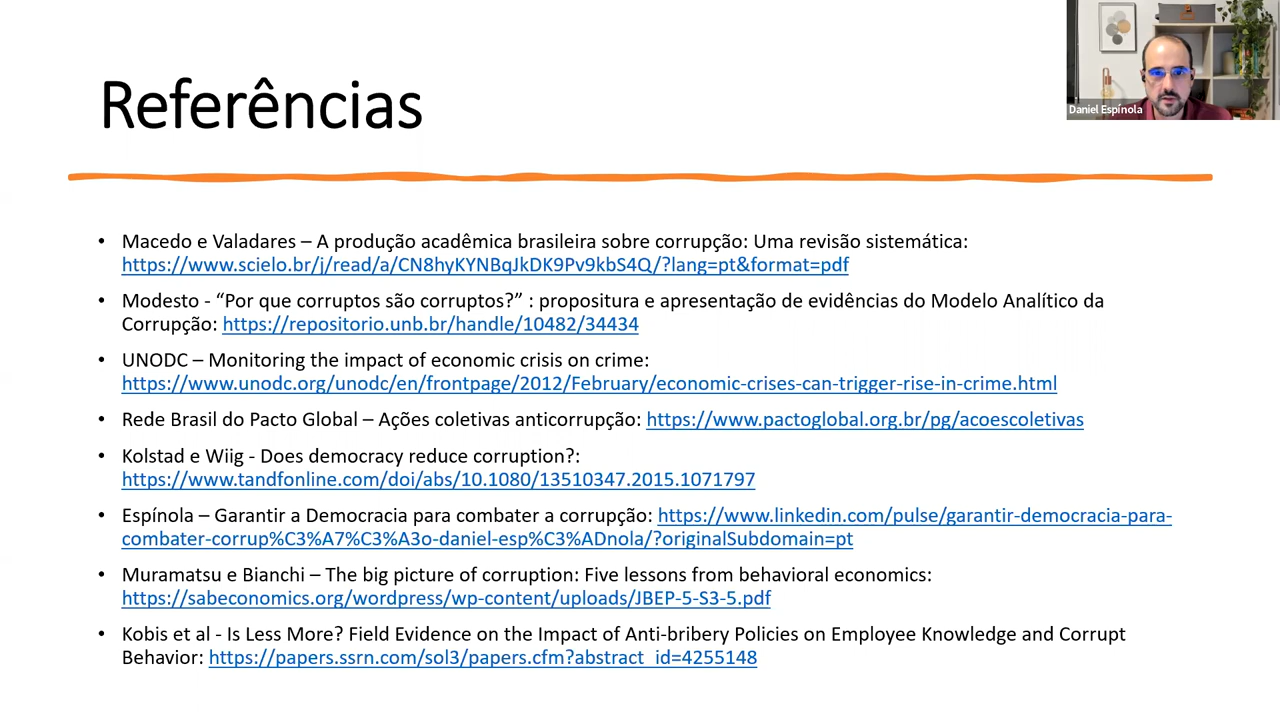 Referências
Daniel Espínola
• Macedo e Valadares – A produção acadêmica brasileira sobre corrupção: Uma revisão sistemática:
https://www.scielo.br/j/read/a/CN8hyKYNBqJkDK9Pv9kbS4Q/?lang=pt&format=pdf
• Modesto - “Por que corruptos são corruptos?” : propositura e apresentação de evidências do Modelo Analítico da
Corrupção: https://repositorio.unb.br/handle/10482/34434
• UNODC – Monitoring the impact of economic crisis on crime:
https://www.unodc.org/unodc/en/frontpage/2012/February/economic-crises-can-trigger-rise-in-crime.html
• Rede Brasil do Pacto Global – Ações coletivas anticorrupção: https://www.pactoglobal.org.br/pg/acoescoletivas
• Kolstad e Wiig - Does democracy reduce corruption?:
https://www.tandfonline.com/doi/abs/10.1080/13510347.2015.1071797
• Espínola – Garantir a Democracia para combater a corrupção: https://www.linkedin.com/pulse/garantir-democracia-para-
combater-corrup%C3%A7%C3%A3o-daniel-esp%C3%ADnola/?originalSubdomain=pt
• Muramatsu e Bianchi – The big picture of corruption: Five lessons from behavioral economics:
https://sabeconomics.org/wordpress/wp-content/uploads/JBEP-5-S3-5.pdf
• Kobis et al - Is Less More? Field Evidence on the Impact of Anti-bribery Policies on Employee Knowledge and Corrupt
Behavior: https://papers.ssrn.com/sol3/papers.cfm?abstract_id=4255148